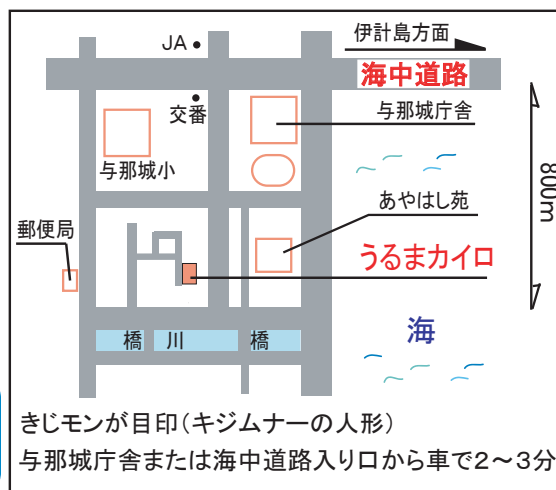 JA
伊計島方面
海中道路
交番
与那城庁舎
与那城小
800m
あやはし苑
郵便局
うるまカイロ
橋 川 橋
海
きじモンが目印(キジムナーの人形)
与那城庁舎または海中道路入り口から車で2～3分